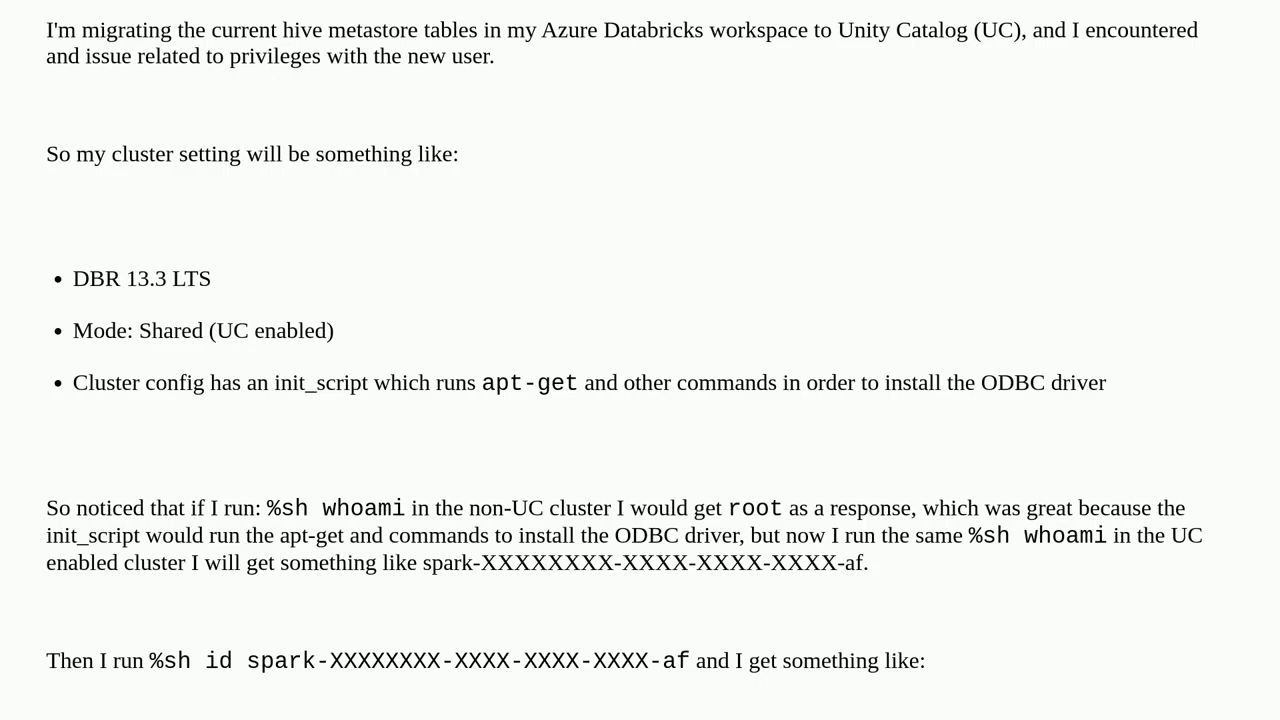 I'm migrating the current hive metastore tables in my Azure Databricks workspace to Unity Catalog (UC), and I encountered
and issue related to privileges with the new user.
So my cluster setting will be something like:
• DBR 13.3 LTS
• Mode: Shared (UC enabled)
• Cluster config has an init_script which runs apt-get and other commands in order to install the ODBC driver
So noticed that if I run: %sh whoami in the non-UC cluster I would get root as a response, which was great because the
init_script would run the apt-get and commands to install the ODBC driver, but now I run the same %sh whoami in the UC
enabled cluster I will get something like spark-XXXXXXXX-XXXX-XXXX-XXXX-af.
Then I run %sh id spark-XXXXXXXX-XXXX-XXXX-XXXX-af and I get something like: